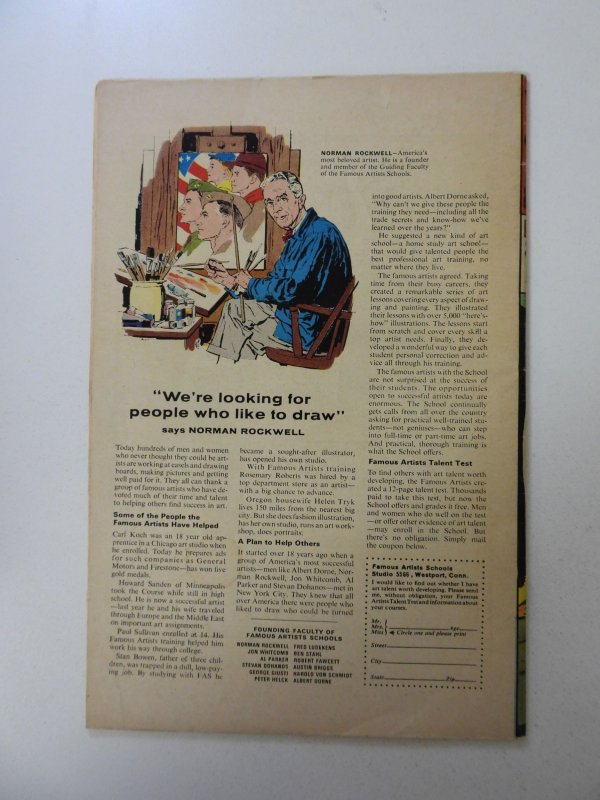 NORMAN ROCKWELL—America's
most beloved artist. He is a founder
and member of the Guiding Faculty
of the Famous Artists Schools.
"We're looking for
people who like to draw"
says NORMAN ROCKWELL
Today hundreds of men and women
who never thought they could be art-
ists are working at easels and drawing
boards, making pictures and getting
well paid for it. They all can thank a
group of famous artists who have de-
voted much of their time and talent
to helping others find success in art.
Some of the People the
Famous Artists Have Helped
Carl Koch was an 18 year old ap-
prentice in a Chicago art studio when
he enrolled. Today he prepares ads
for such companies as General
Motors and Firestone—has won five
gold medals.
Howard Sanden of Minneapolis
took the Course while still in high
school. He is now a successful artist
—last year he and his wife traveled
through Europe and the Middle East
on important art assignments.
Paul Sullivan enrolled at 14. His
Famous Artists training helped him
work his way through college.
Stan Bowen, father of three chil-
dren, was trapped in a dull, low-pay-
ing job. By studying with FAS he
became a sought-after illustrator,
has opened his own studio.
With Famous Artists training
Rosemary Roberts was hired by a
top department store as an artist—
with a big chance to advance.
Oregon housewife Helen Tryk
lives 150 miles from the nearest big
city. But she does fashion illustration,
has her own studio, runs an art work-
shop, does portraits.
A Plan to Help Others
It started over 18 years ago when a
group of America's most successful
artists—men like Albert Dorne, Nor-
man Rockwell, Jon Whitcomb, Al
Parker and Stevan Dohanos—met in
New York City. They knew that all
over America there were people who
liked to draw who could be turned
FOUNDING FACULTY OF
FAMOUS ARTISTS SCHOOLS
NORMAN ROCKWELL FRED LUDEKENS
JON WHITCOMB BEN STAHL
AL PARKER ROBERT FAWCETT
STEVAN DOHANOS AUSTIN BRIGGS
GEORGE GIUSTI HAROLD VON SCHMIDT
PETER HELCK ALBERT DORNE
into good artists. Albert Dorne asked,
"Why can't we give these people the
training they need—including all the
trade secrets and know-how we've
learned over the years?"
He suggested a new kind of art
school—a home study art school—
that would give talented people the
best professional art training, no
matter where they live.
The famous artists agreed. Taking
time from their busy careers, they
created a remarkable series of art
lessons covering every aspect of draw-
ing and painting. They illustrated
their lessons with over 5,000 "here's-
how" illustrations. The lessons start
from scratch and cover every skill a
top artist needs. Finally, they de-
veloped a wonderful way to give each
student personal correction and ad-
vice all through his training.
The famous artists with the School
are not surprised at the success of
their students. The opportunities
open to successful artists today are
enormous. The School continually
gets calls from all over the country
asking for practical well-trained stu-
dents—not geniuses—who can step
into full-time or part-time art jobs.
And practical, thorough training is
what the School offers.
Famous Artists Talent Test
To find others with art talent worth
developing, the Famous Artists cre-
ated a 12-page talent test. Thousands
paid to take this test, but now the
School offers and grades it free. Men
and women who do well on the test
—or offer other evidence of art talent
—may enroll in the School. But
there's no obligation. Simply mail
the coupon below.
Famous Artists Schools
Studio 5566, Westport, Conn.
I would like to find out whether I have
art talent worth developing. Please send
me, without obligation, your Famous
Artists Talent Test and information about
your courses.
Mr.
Mrs. age
Miss Circle one and please print
Street
City
State Zip